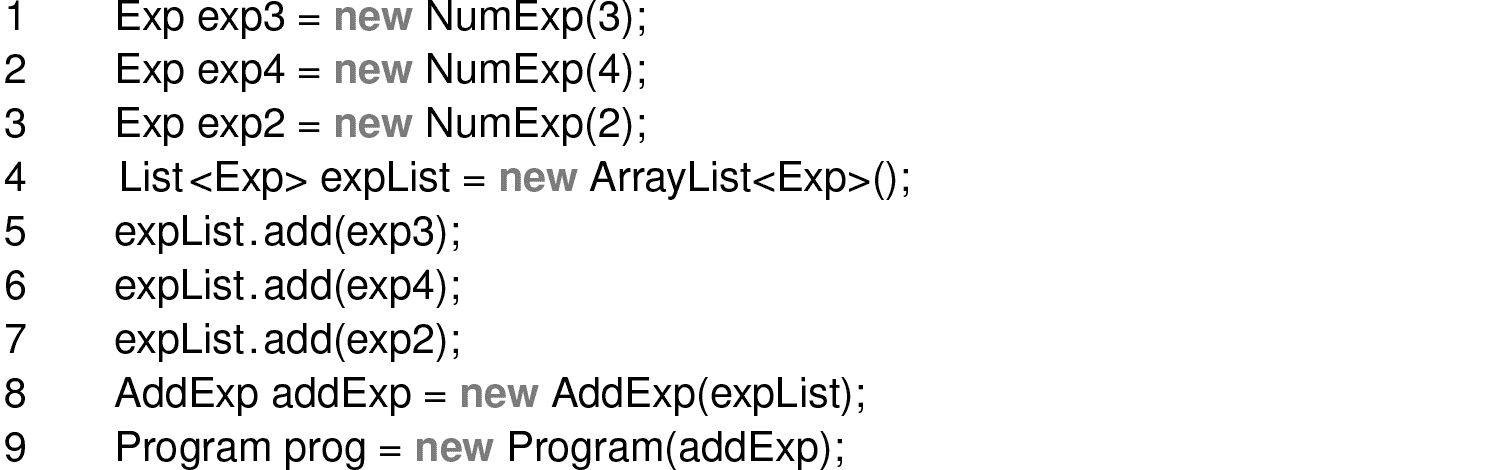 1 Exp exp3 = new NumExp(3);
2 Exp exp4 = new NumExp(4);
3 Exp exp2 = new NumExp(2);
4 List<Exp> expList = new ArrayList<Exp>();
5 expList.add(exp3);
6 expList.add(exp4);
7 expList.add(exp2);
8 AddExp addExp = new AddExp(expList);
9 Program prog = new Program(addExp);